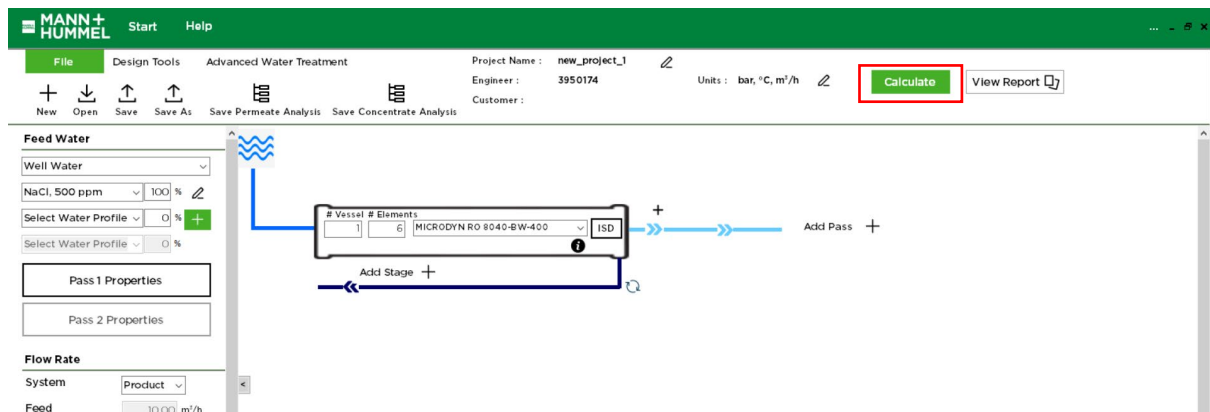 MANN+
HUMMEL
Start Help
... - x
File Design Tools Advanced Water Treatment
New Open Save Save As Save Permeate Analysis Save Concentrate Analysis
Project Name : new_project_1
Engineer : 3950174
Customer :
Units : bar, °C, m³/h
Calculate
View Report
Feed Water
Well Water
NaCl, 500 ppm 100 %
Select Water Profile 0 % +
Select Water Profile 0 %
Pass 1 Properties
Pass 2 Properties
Flow Rate
System Product
Feed 10.00 m³/h
<
# Vessel # Elements
1 6 MICRODYN RO 8040-BW-400 ISD
i
+
Add Pass +
Add Stage +